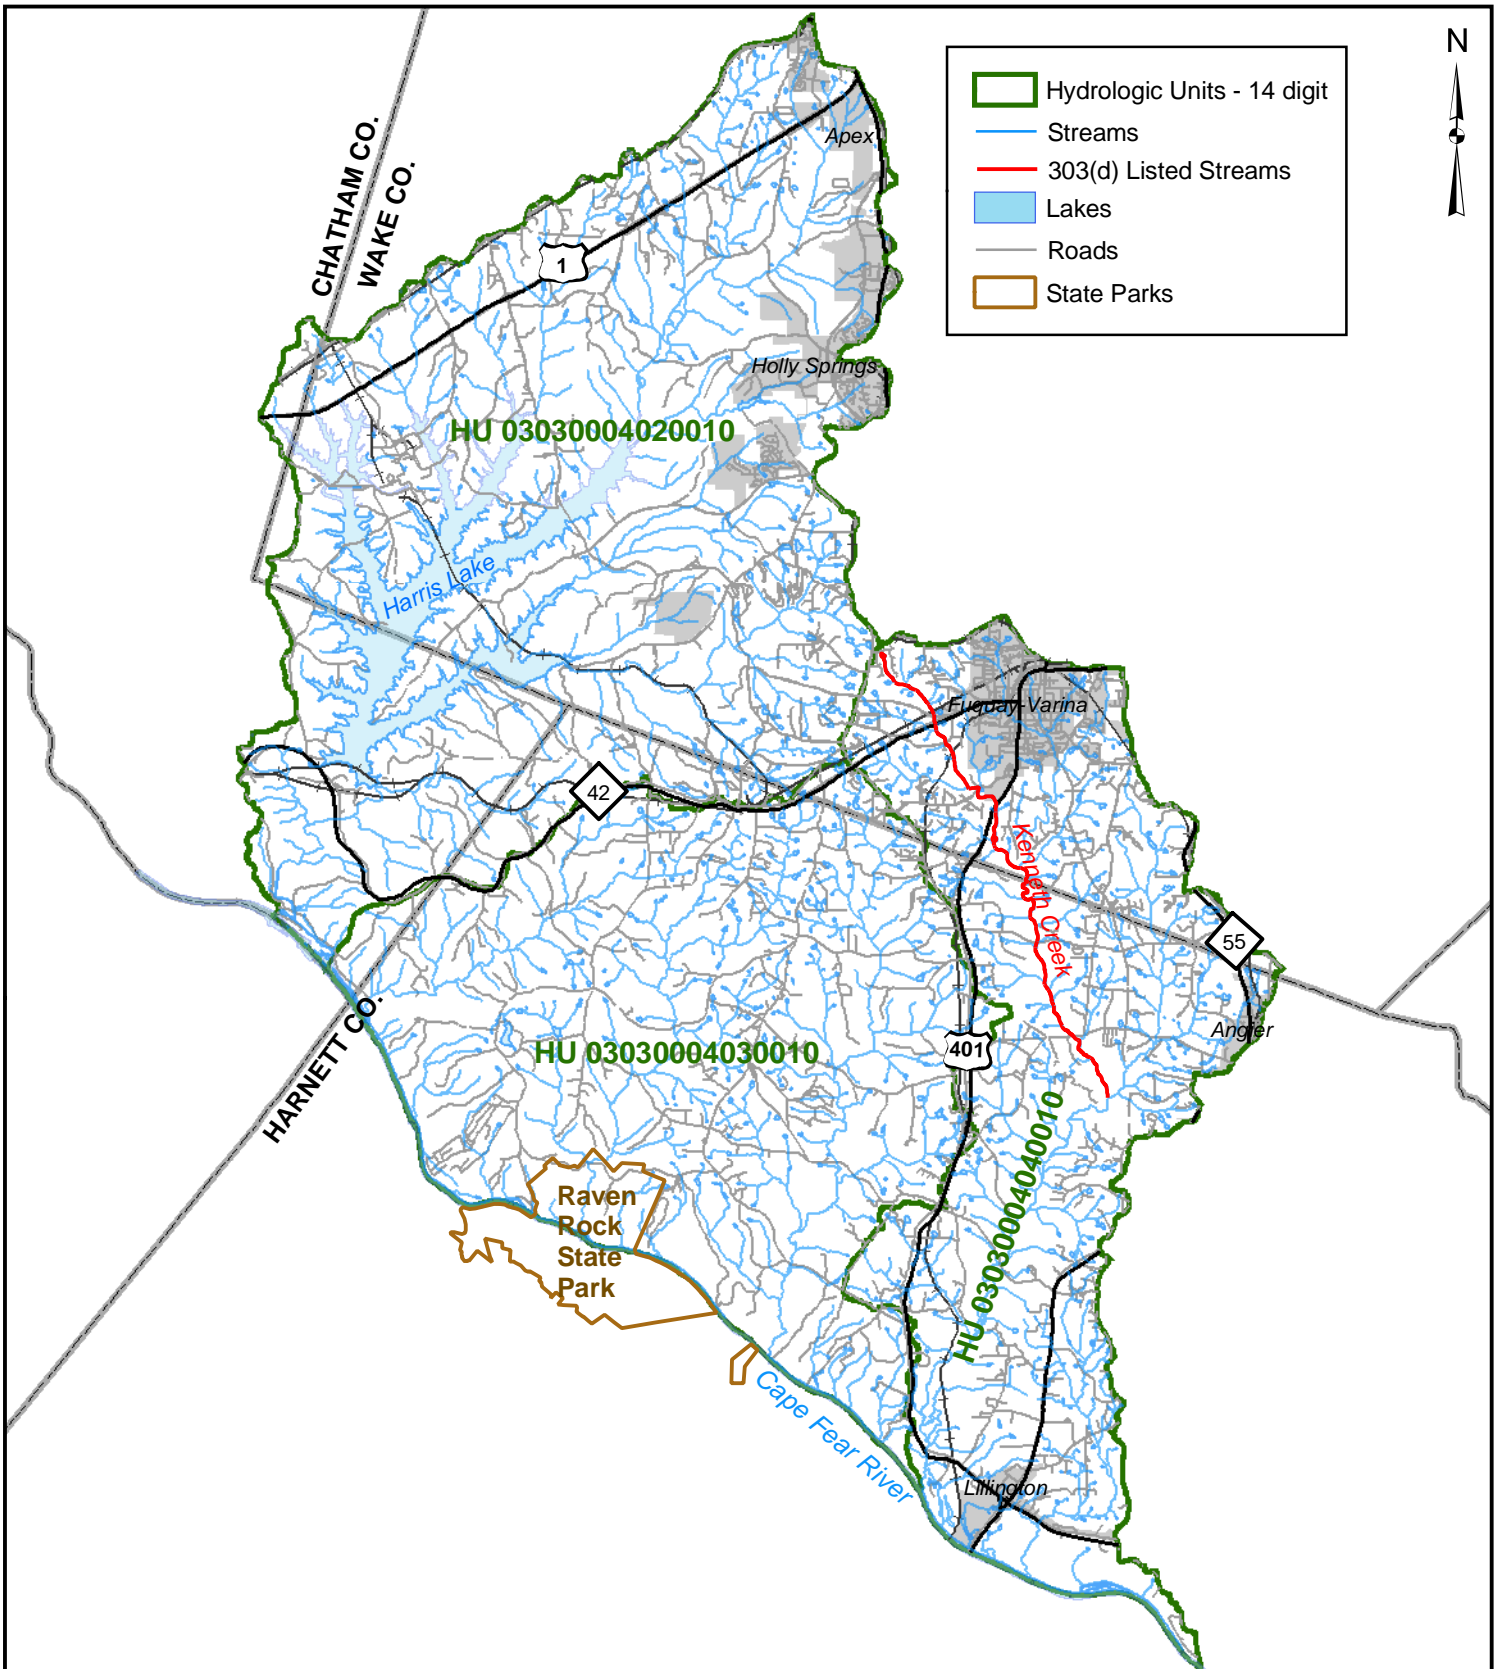 N
Hydrologic Units - 14 digit
Streams
303(d) Listed Streams
Lakes
Roads
State Parks
CHATHAM CO.
WAKE CO.
Apex
1
Holly Springs
HU 03030004020010
Harris Lake
Fuquay-Varina
42
Kenneth Creek
55
Angier
HARNETT CO.
HU 03030004030010
401
HU 03030004040010
Raven
Rock
State
Park
Cape Fear River
Lillington